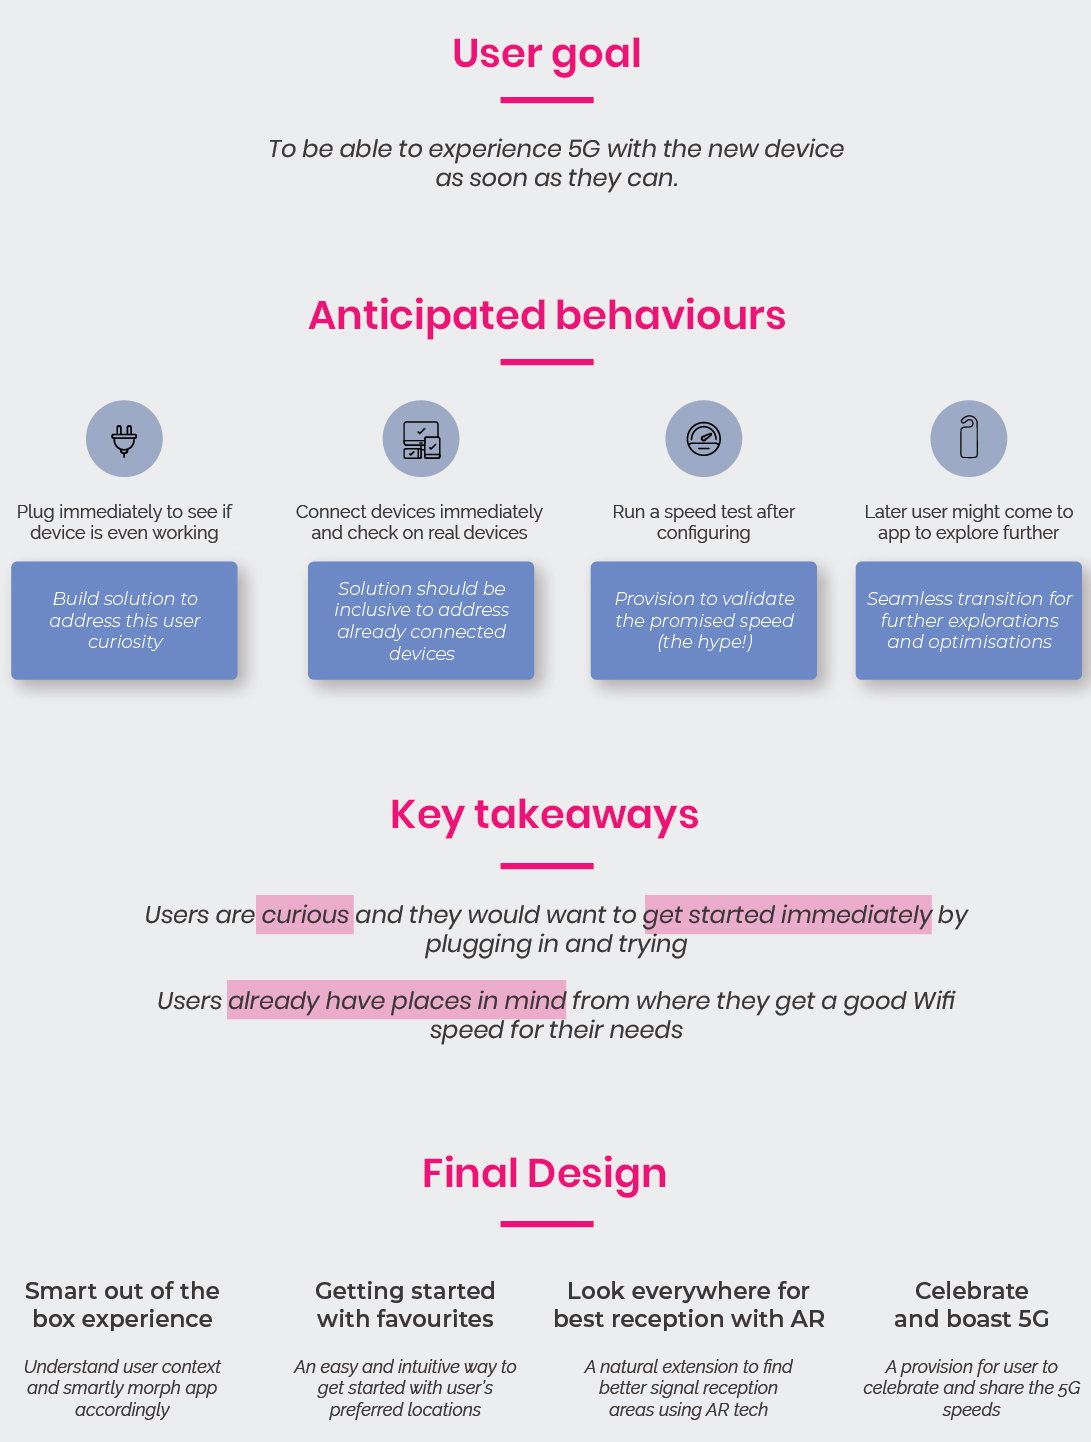 User goal
To be able to experience 5G with the new device
as soon as they can.
Anticipated behaviours
Plug immediately to see if
device is even working
Build solution to
address this user
curiosity
Connect devices immediately
and check on real devices
Solution should be
inclusive to address
already connected
devices
Run a speed test after
configuring
Provision to validate
the promised speed
(the hype!)
Later user might come to
app to explore further
Seamless transition for
further explorations
and optimisations
Key takeaways
Users are curious and they would want to get started immediately by
plugging in and trying
Users already have places in mind from where they get a good Wifi
speed for their needs
Final Design
Smart out of the
box experience
Understand user context
and smartly morph app
accordingly
Getting started
with favourites
An easy and intuitive way to
get started with user's
preferred locations
Look everywhere for
best reception with AR
A natural extension to find
better signal reception
areas using AR tech
Celebrate
and boast 5G
A provision for user to
celebrate and share the 5G
speeds